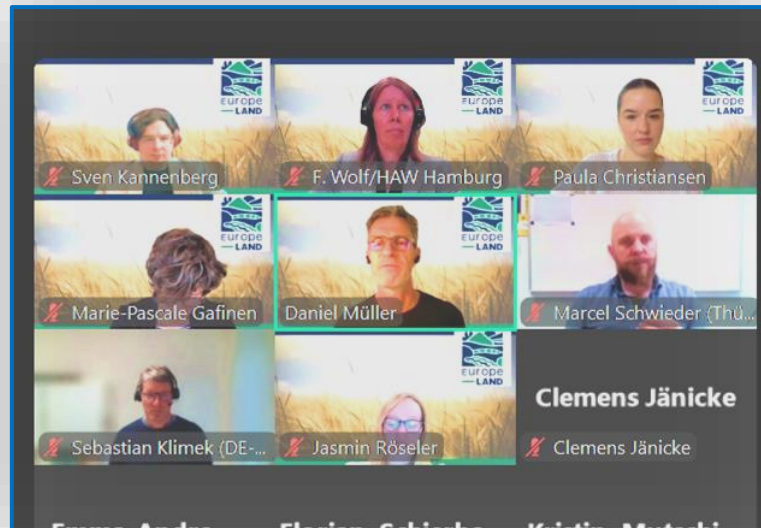 Europe
LAND
Europe
LAND
Europe
LAND
Sven Kannenberg
F. Wolf/HAW Hamburg
Paula Christiansen
Europe
LAND
Europe
LAND
Marie-Pascale Gafinen
Daniel Müller
Marcel Schwieder (Thü...
Europe
LAND
Clemens Jänicke
Sebastian Klimek (DE-...
Jasmin Röseler
Clemens Jänicke